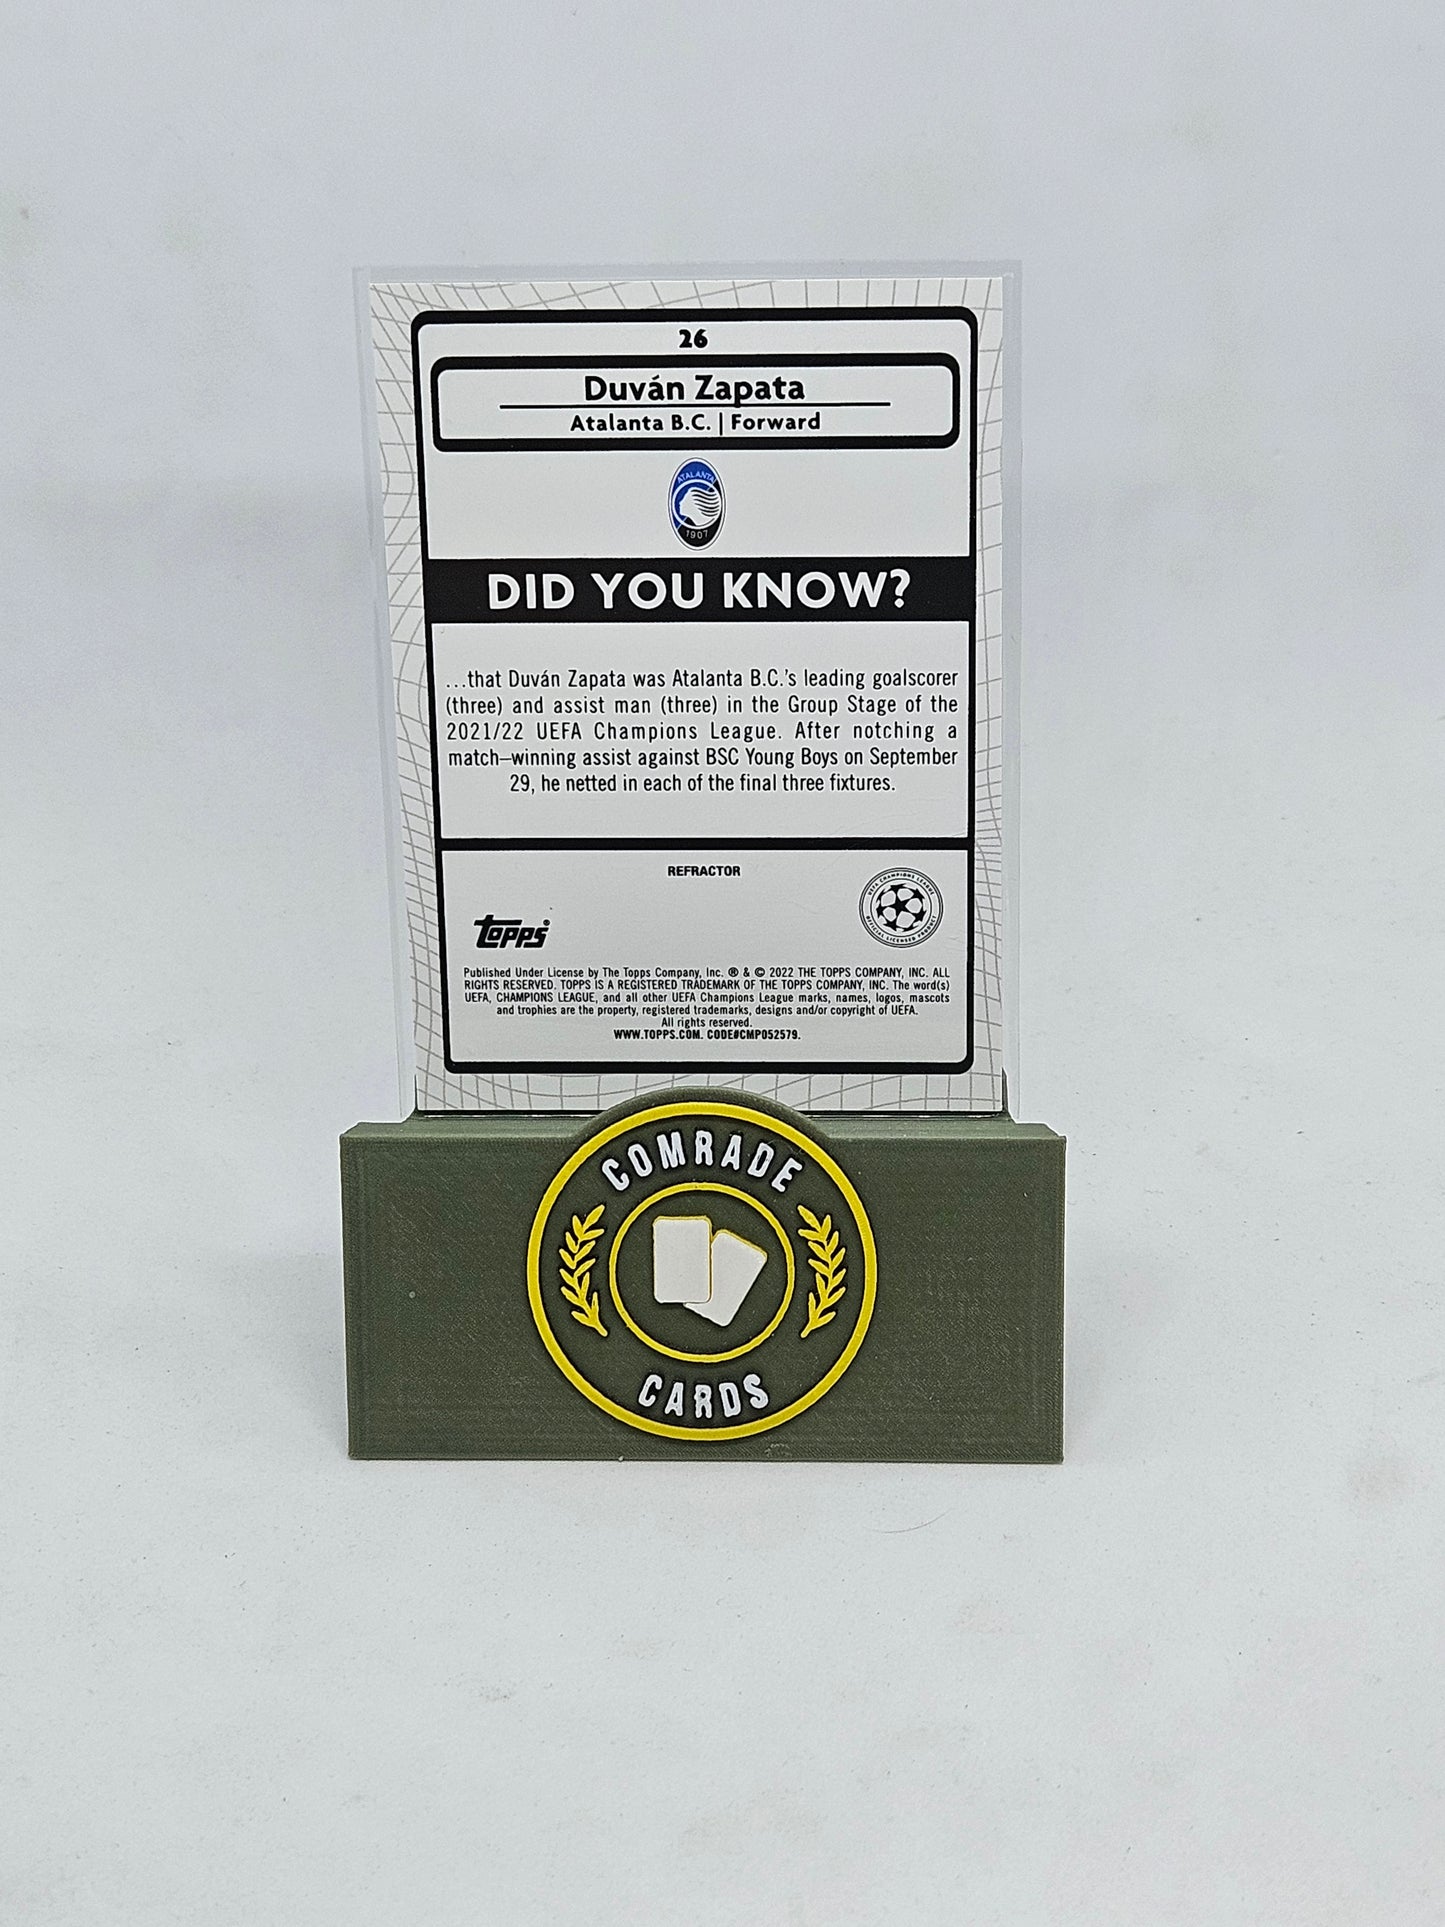 26
Duván Zapata
Atalanta B.C. | Forward
ATALANTA
1907
DID YOU KNOW?
...that Duván Zapata was Atalanta B.C.'s leading goalscorer
(three) and assist man (three) in the Group Stage of the
2021/22 UEFA Champions League. After notching a
match–winning assist against BSC Young Boys on September
29, he netted in each of the final three fixtures.
REFRACTOR
Topps®
UEFA CHAMPIONS LEAGUE
OFFICIAL LICENSED PRODUCT
Published Under License by The Topps Company, Inc. ® & © 2022 THE TOPPS COMPANY, INC. ALL
RIGHTS RESERVED. TOPPS IS A REGISTERED TRADEMARK OF THE TOPPS COMPANY, INC. The word(s)
UEFA, CHAMPIONS LEAGUE, and all other UEFA Champions League marks, names, logos, mascots
and trophies are the property, registered trademarks, designs and/or copyright of UEFA.
All rights reserved.
WWW.TOPPS.COM. CODE#CMP052579.
COMRADE
CARDS